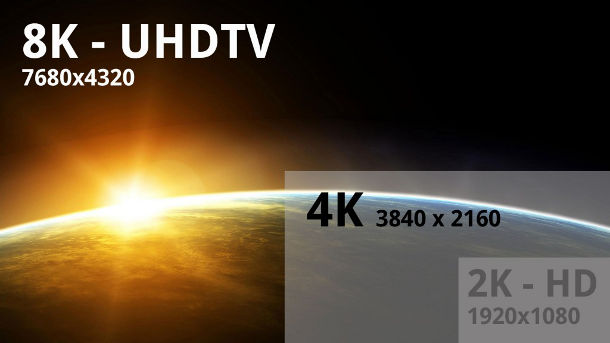 8K - UHDTV
7680x4320
4K 3840 x 2160
2K - HD
1920x1080